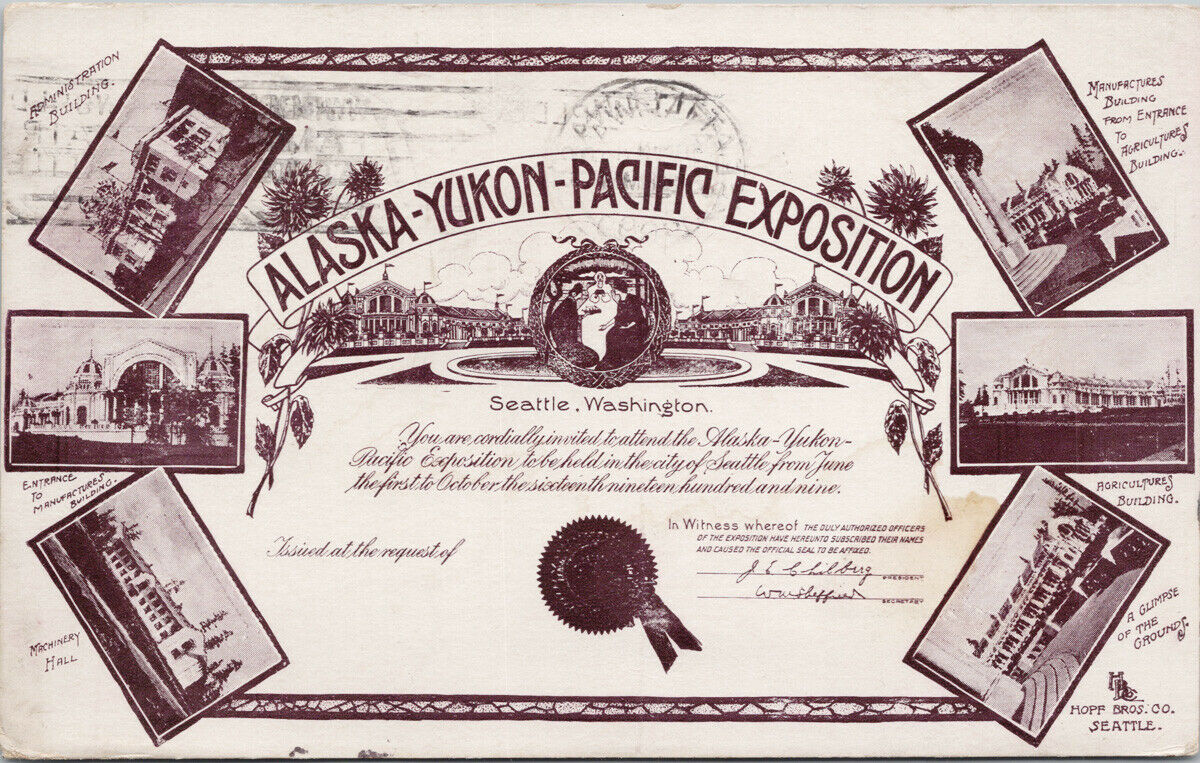 ADMINISTRATION
BUILDING.
MANUFACTURES
BUILDING
FROM ENTRANCE
TO
AGRICULTURES
BUILDING.
ALASKA-YUKON-PACIFIC EXPOSITION
Seattle, Washington.
You are cordially invited to attend the Alaska-Yukon-
Pacific Exposition to be held in the city of Seattle from June
the first to October the sixteenth nineteen hundred and nine.
ENTRANCE
TO
MANUFACTURES
BUILDING.
AGRICULTURES
BUILDING.
Issued at the request of
In Witness whereof THE DULY AUTHORIZED OFFICERS
OF THE EXPOSITION HAVE HEREUNTO SUBSCRIBED THEIR NAMES
AND CAUSED THE OFFICIAL SEAL TO BE AFFIXED.
J E Chilberg PRESIDENT
Wm Sheffield SECRETARY
MACHINERY
HALL
A GLIMPSE
OF THE
GROUNDS.
HOPF BROS. CO.
SEATTLE.